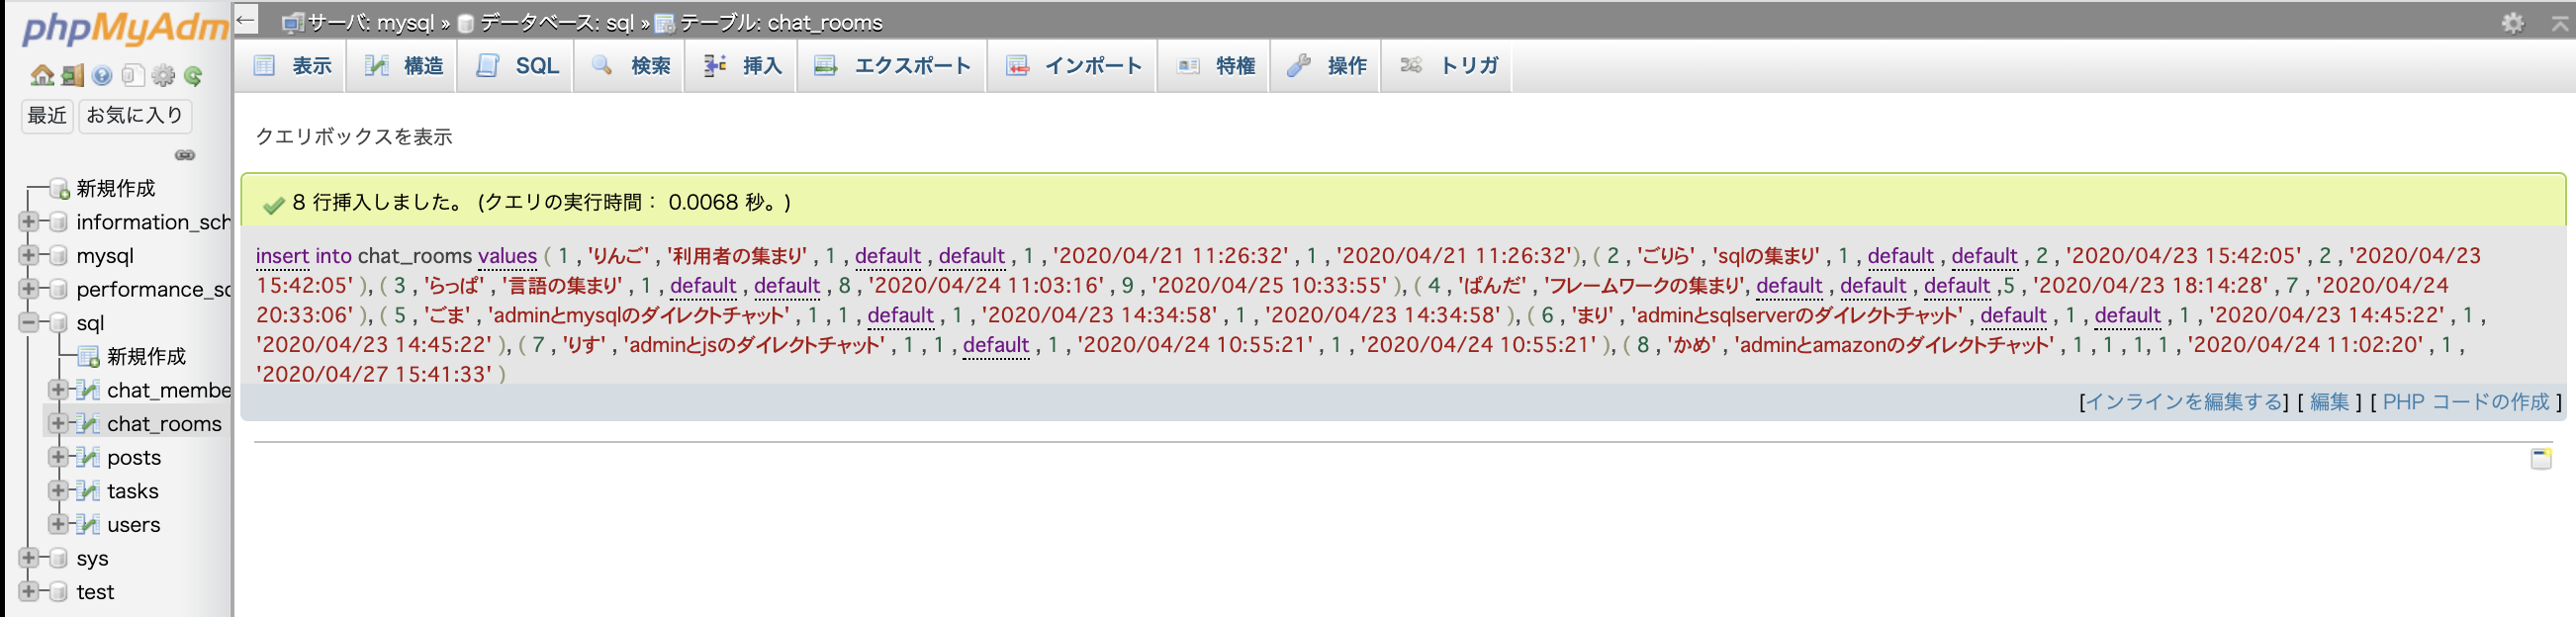 phpMyAdm
サーバ: mysql » データベース: sql » テーブル: chat_rooms
表示 構造 SQL 検索 挿入 エクスポート インポート 特権 操作 トリガ
最近 お気に入り
新規作成
information_sch
mysql
performance_sc
sql
新規作成
chat_membe
chat_rooms
posts
tasks
users
sys
test
クエリボックスを表示
8 行挿入しました。 (クエリの実行時間： 0.0068 秒。)
insert into chat_rooms values ( 1 , 'りんご' , '利用者の集まり' , 1 , default , default , 1 , '2020/04/21 11:26:32' , 1 , '2020/04/21 11:26:32'), ( 2 , 'ごりら' , 'sqlの集まり' , 1 , default , default , 2 , '2020/04/23 15:42:05' , 2 , '2020/04/23
15:42:05' ), ( 3 , 'らっぱ' , '言語の集まり' , 1 , default , default , 8 , '2020/04/24 11:03:16' , 9 , '2020/04/25 10:33:55' ), ( 4 , 'ぱんだ' , 'フレームワークの集まり', default , default , default ,5 , '2020/04/23 18:14:28' , 7 , '2020/04/24
20:33:06' ), ( 5 , 'ごま' , 'adminとmysqlのダイレクトチャット' , 1 , 1 , default , 1 , '2020/04/23 14:34:58' , 1 , '2020/04/23 14:34:58' ), ( 6 , 'まり' , 'adminとsqlserverのダイレクトチャット' , default , 1 , default , 1 , '2020/04/23 14:45:22' , 1 ,
'2020/04/23 14:45:22' ), ( 7 , 'りす' , 'adminとjsのダイレクトチャット' , 1 , 1 , default , 1 , '2020/04/24 10:55:21' , 1 , '2020/04/24 10:55:21' ), ( 8 , 'かめ' , 'adminとamazonのダイレクトチャット' , 1 , 1 , 1, 1 , '2020/04/24 11:02:20' , 1 ,
'2020/04/27 15:41:33' )
[インラインを編集する] [ 編集 ] [ PHP コードの作成 ]